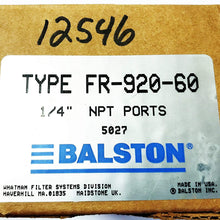 12546
TYPE FR-920-60
1/4" NPT PORTS
5027
BALSTON
WHATMAN FILTER SYSTEMS DIVISION MADE IN USA.
HAVERHILL MA. 01835 MAIDSTONE UK. ® BALSTON INC.